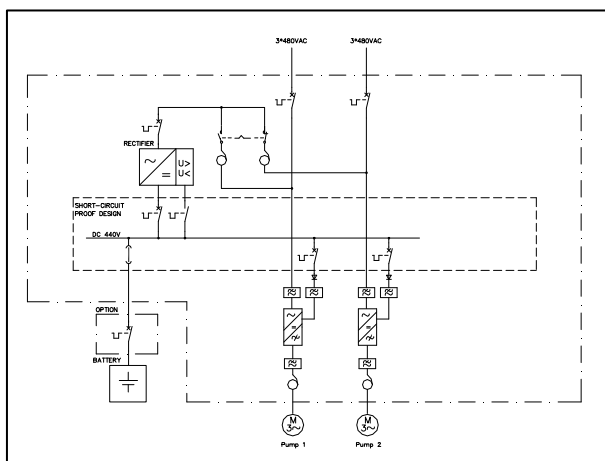 3*480VAC 3*480VAC
RECTIFIER
U>
U<
SHORT-CIRCUIT
PROOF DESIGN
DC 440V
OPTION
BATTERY
M M
3~ 3~
Pump 1 Pump 2